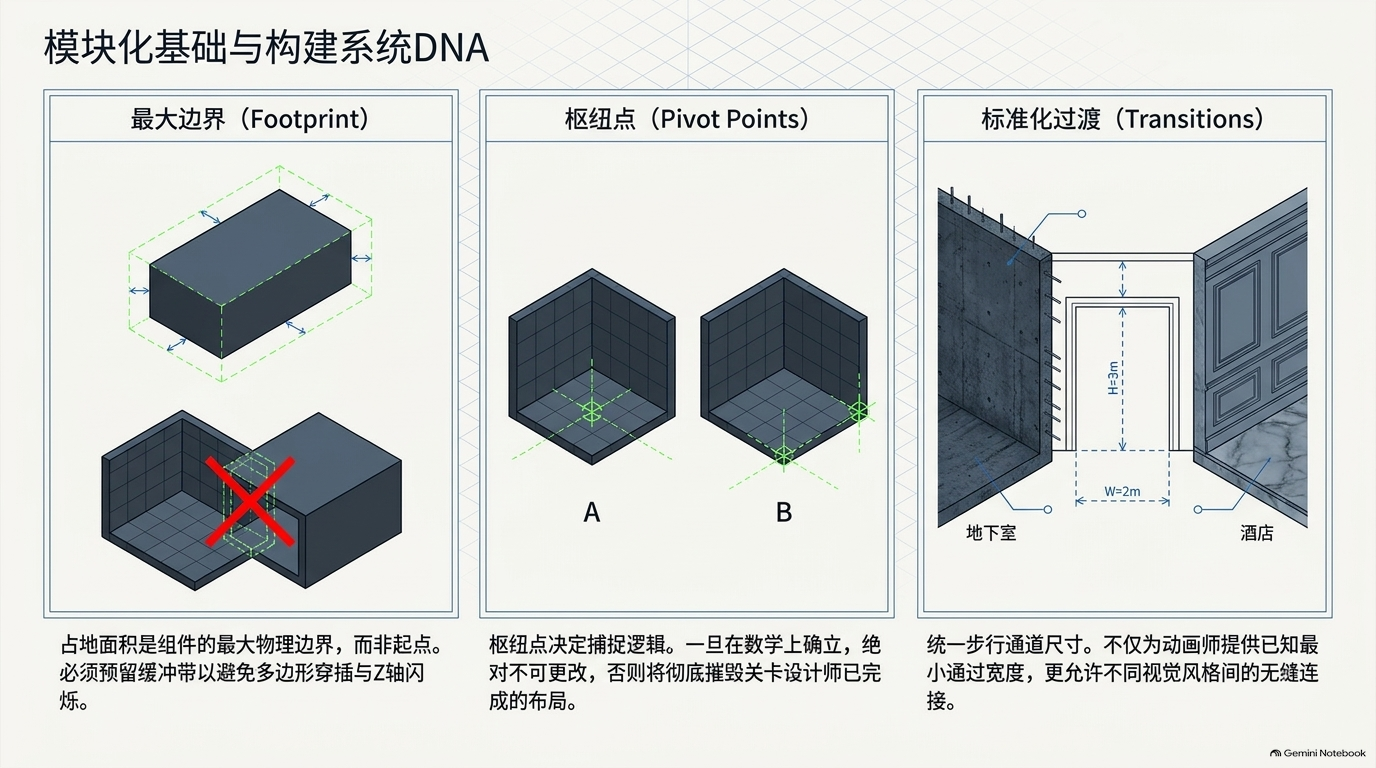 模块化基础与构建系统DNA
最大边界（Footprint）
枢纽点（Pivot Points）
标准化过渡（Transitions）
A
B
H=3m
W=2m
地下室
酒店
占地面积是组件的最大物理边界，而非起点。
必须预留缓冲带以避免多边形穿插与Z轴闪
烁。
枢纽点决定捕捉逻辑。一旦在数学上确立，绝
对不可更改，否则将彻底摧毁关卡设计师已完
成的布局。
统一步行通道尺寸。不仅为动画师提供已知最
小通过宽度，更允许不同视觉风格间的无缝连
接。
Gemini Notebook